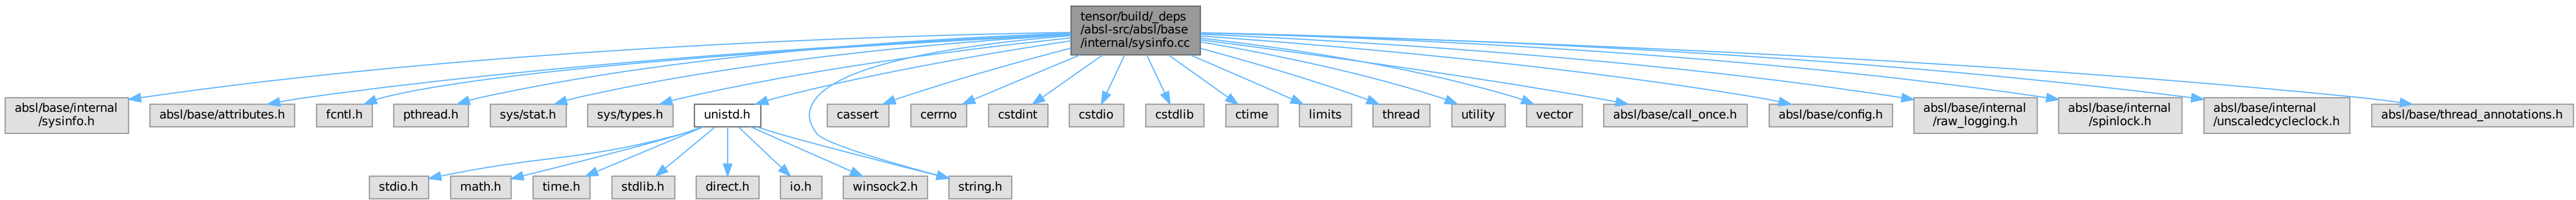 tensor/build/_deps
/absl-src/absl/base
/internal/sysinfo.cc
absl/base/internal
/sysinfo.h
absl/base/attributes.h
fcntl.h
pthread.h
sys/stat.h
sys/types.h
unistd.h
cassert
cerrno
cstdint
cstdio
cstdlib
ctime
limits
thread
utility
vector
absl/base/call_once.h
absl/base/config.h
absl/base/internal
/raw_logging.h
absl/base/internal
/spinlock.h
absl/base/internal
/unscaledcycleclock.h
absl/base/thread_annotations.h
stdio.h
math.h
time.h
stdlib.h
direct.h
io.h
winsock2.h
string.h